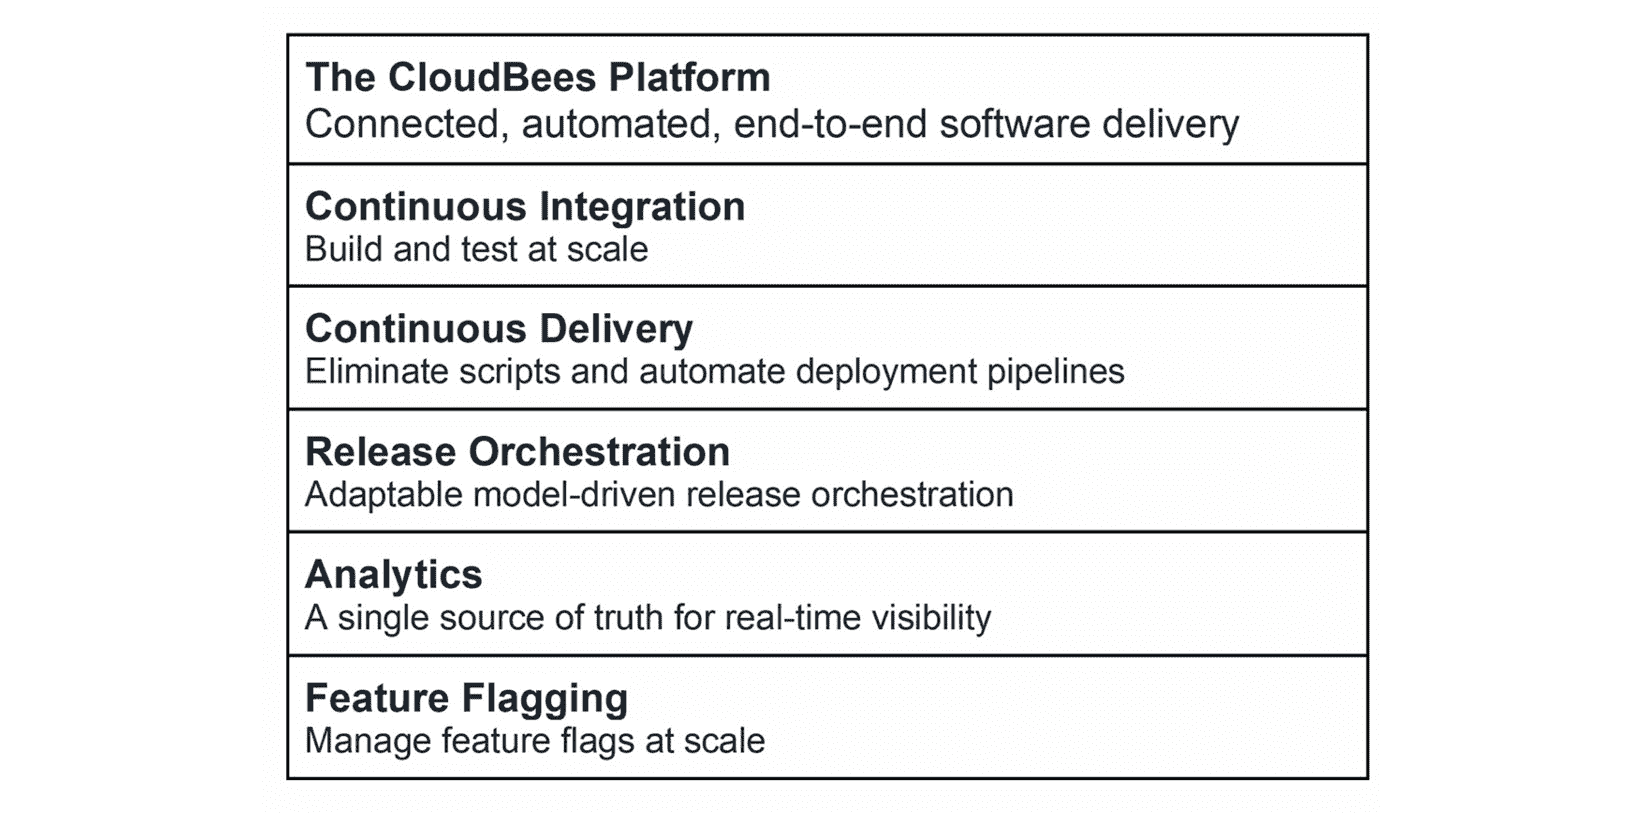 The CloudBees Platform
Connected, automated, end-to-end software delivery
Continuous Integration
Build and test at scale
Continuous Delivery
Eliminate scripts and automate deployment pipelines
Release Orchestration
Adaptable model-driven release orchestration
Analytics
A single source of truth for real-time visibility
Feature Flagging
Manage feature flags at scale